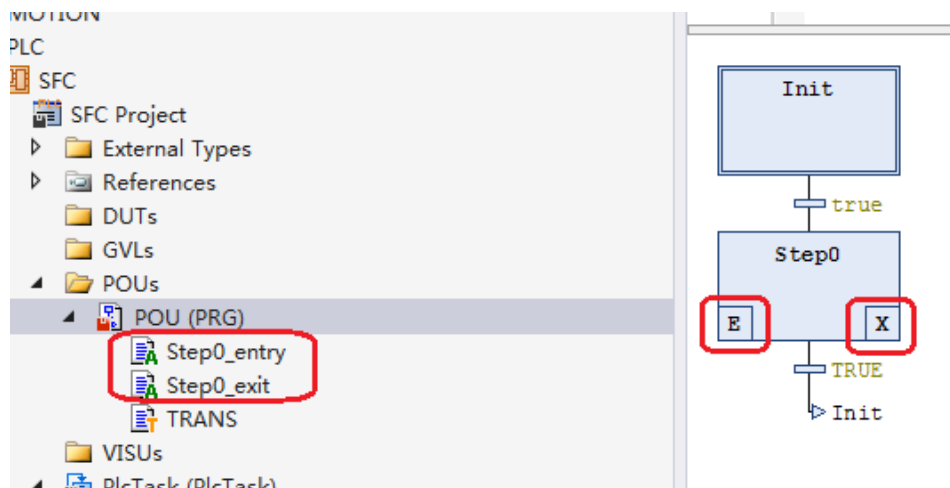 MOTION
PLC
SFC
SFC Project
External Types
References
DUTs
GVLs
POUs
POU (PRG)
Step0_entry
Step0_exit
TRANS
VISUs
PlcTask (PlcTask)
Init
true
Step0
E X
TRUE
Init